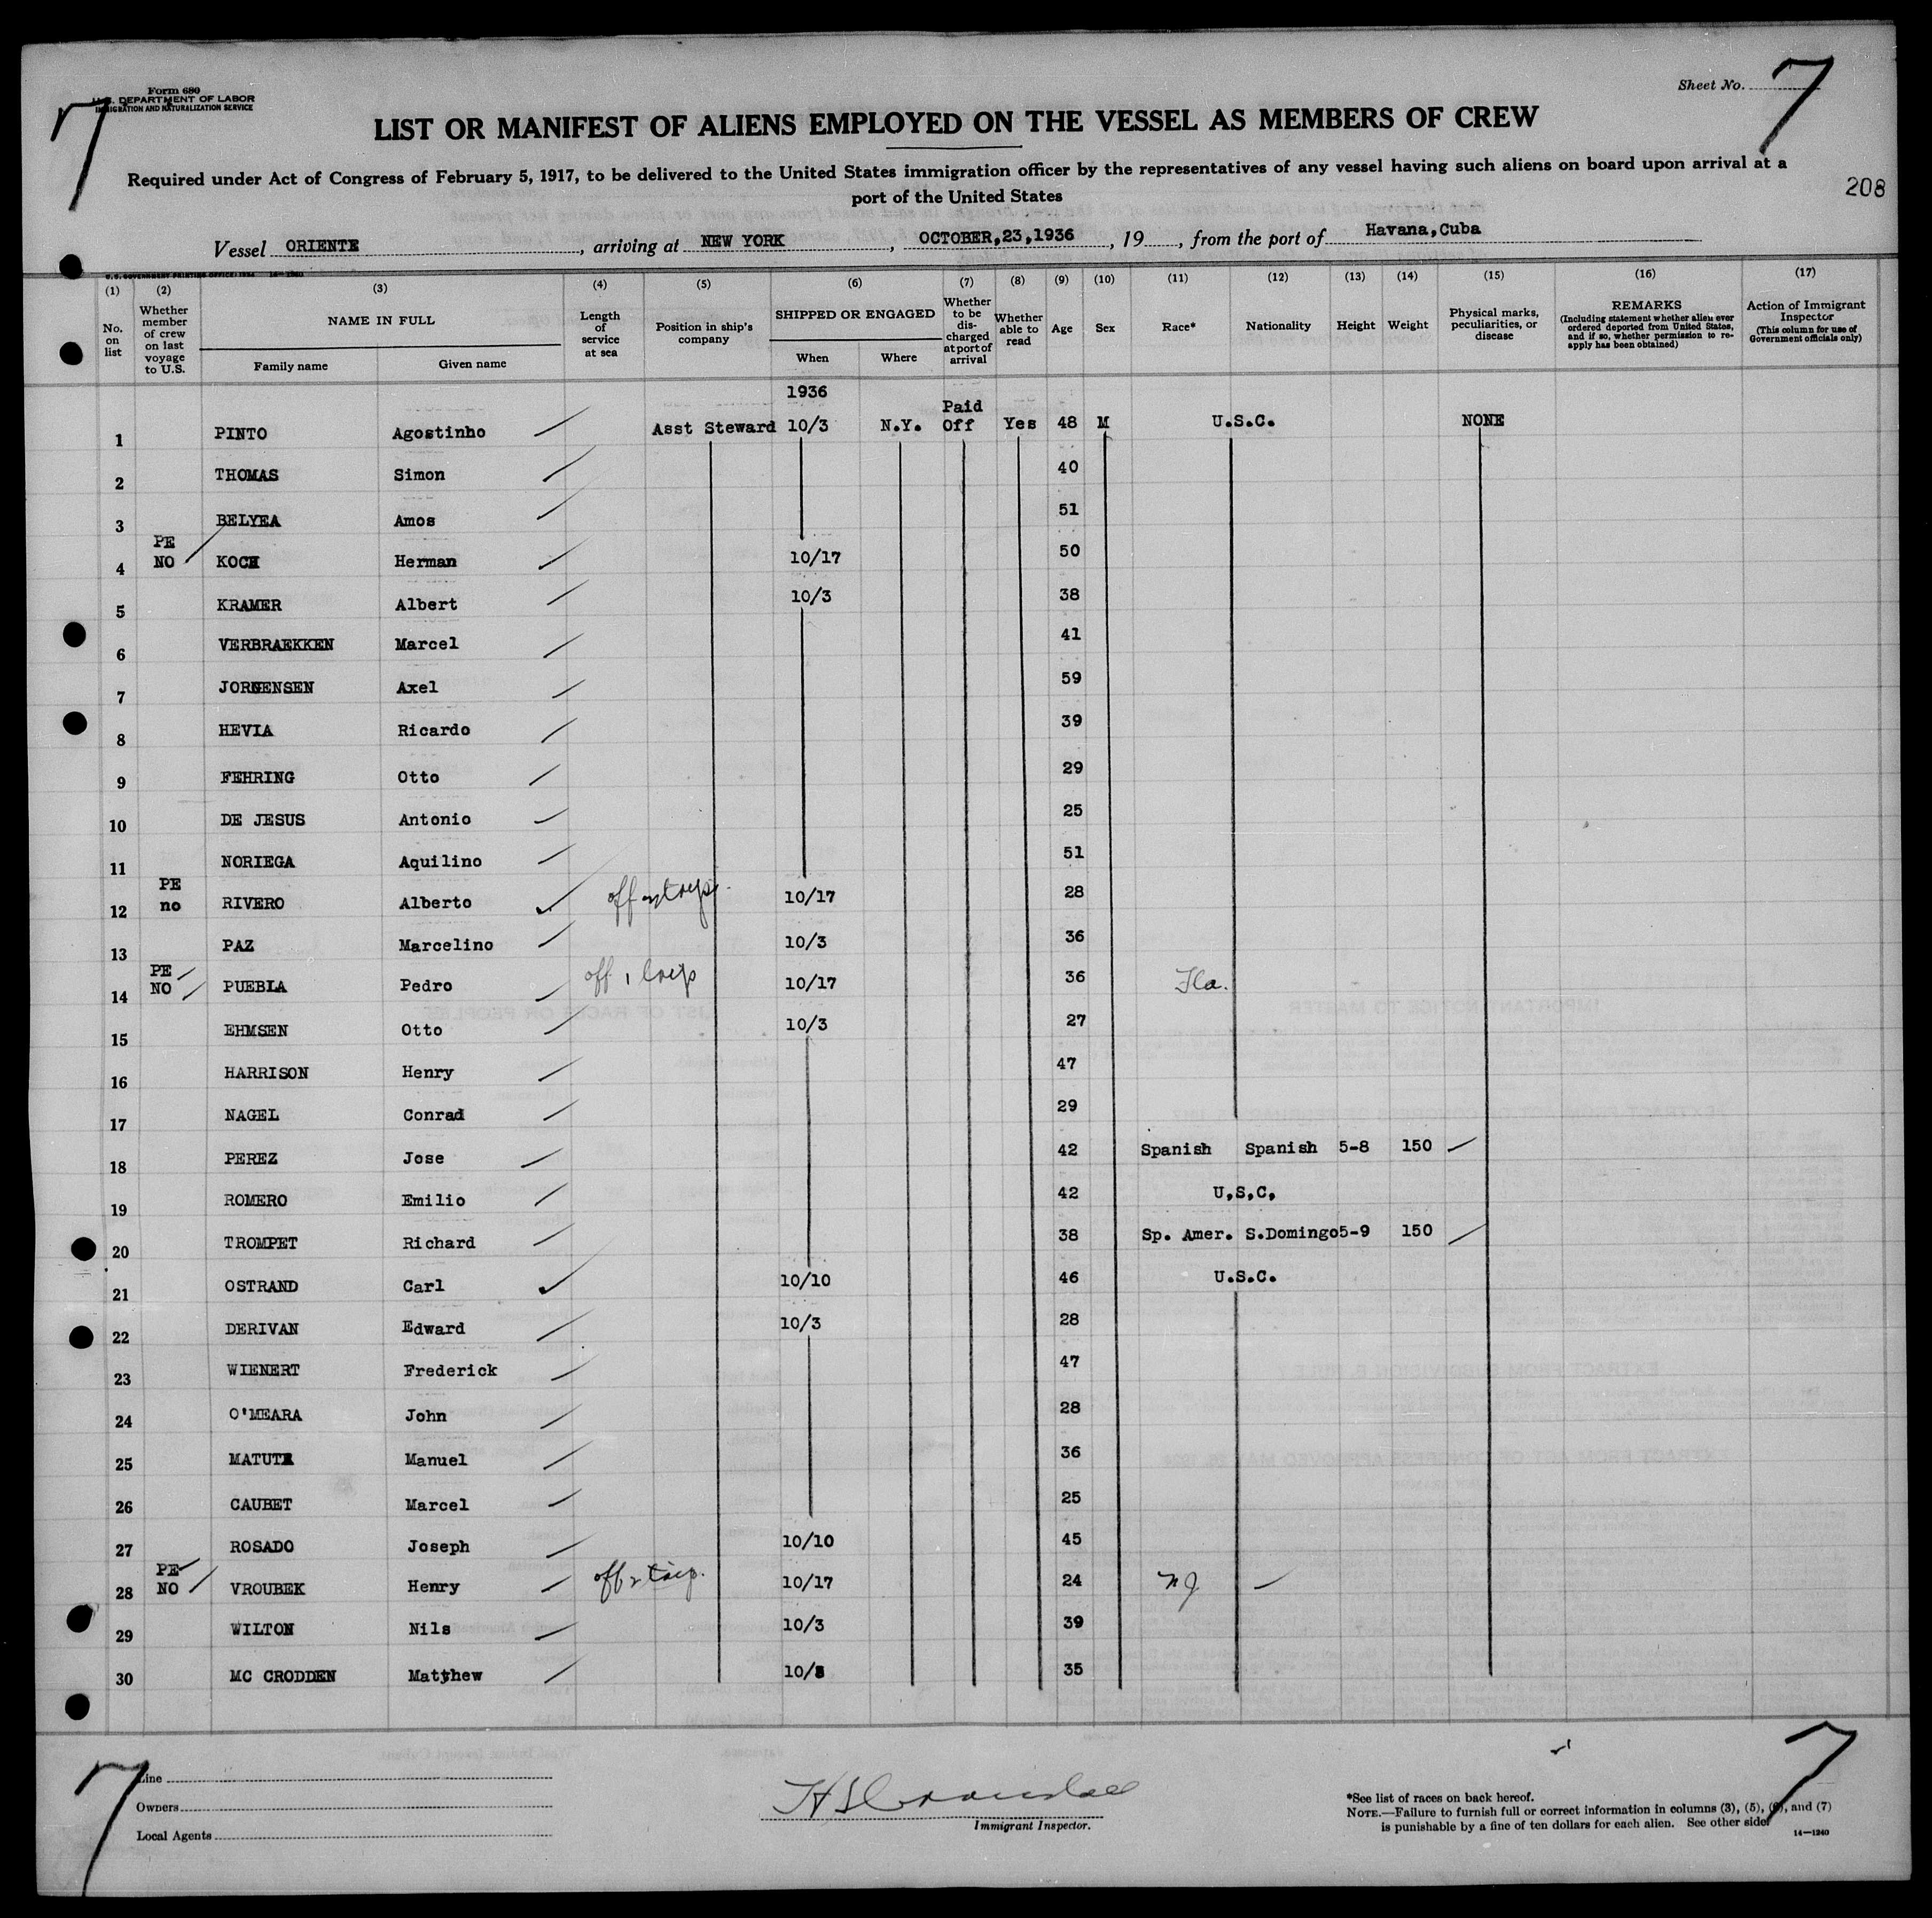 Form 680
U.S. DEPARTMENT OF LABOR
IMMIGRATION AND NATURALIZATION SERVICE
Sheet No. 7
7
LIST OR MANIFEST OF ALIENS EMPLOYED ON THE VESSEL AS MEMBERS OF CREW
Required under Act of Congress of February 5, 1917, to be delivered to the United States immigration officer by the representatives of any vessel having such aliens on board upon arrival at a
port of the United States
208
Vessel ORIENTE, arriving at NEW YORK, OCTOBER,23,1936, 19, from the port of Havana,Cuba
(1) (2) (3) (4) (5) (6) (7) (8) (9) (10) (11) (12) (13) (14) (15) (16) (17)
No. on list
Whether member of crew on last voyage to U.S.
NAME IN FULL
Family name Given name
Length of service at sea
Position in ship's company
SHIPPED OR ENGAGED
When Where
Whether to be discharged at port of arrival
Whether able to read
Age
Sex
Race*
Nationality
Height
Weight
Physical marks, peculiarities, or disease
REMARKS
(Including statement whether alien ever ordered deported from United States, and if so, whether permission to reapply has been obtained)
Action of Immigrant Inspector
(This column for use of Government officials only)
1936
1 PINTO Agostinho Asst Steward 10/3 N.Y. Paid Off Yes 48 M U.S.C. NONE
2 THOMAS Simon 40
3 BELYEA Amos 51
4 PE NO KOCH Herman 10/17 50
5 KRAMER Albert 10/3 38
6 VERBRAEKKEN Marcel 41
7 JORGENSEN Axel 59
8 HEVIA Ricardo 39
9 FEHRING Otto 29
10 DE JESUS Antonio 25
11 NORIEGA Aquilino 51
12 PE no RIVERO Alberto off 10/17 28
13 PAZ Marcelino 10/3 36
14 PE NO PUEBLA Pedro off 1 10/17 36 Fla.
15 EHMSEN Otto 10/3 27
16 HARRISON Henry 47
17 NAGEL Conrad 29
18 PEREZ Jose 42 Spanish Spanish 5-8 150
19 ROMERO Emilio 42 U.S.C.
20 TROMPET Richard 38 Sp. Amer. S.Domingo 5-9 150
21 OSTRAND Carl 10/10 46 U.S.C.
22 DERIVAN Edward 10/3 28
23 WIENERT Frederick 47
24 O'MEARA John 28
25 MATUTE Manuel 36
26 CAUBET Marcel 25
27 ROSADO Joseph 10/10 45
28 PE NO VROUBEK Henry off 2 10/17 24 NJ
29 WILTON Nils 10/3 39
30 MC CRODDEN Matthew 10/3 35
7
7
Line
Owners
Local Agents
Immigrant Inspector.
*See list of races on back hereof.
NOTE.—Failure to furnish full or correct information in columns (3), (5), (6), and (7)
is punishable by a fine of ten dollars for each alien. See other side.
14—1240